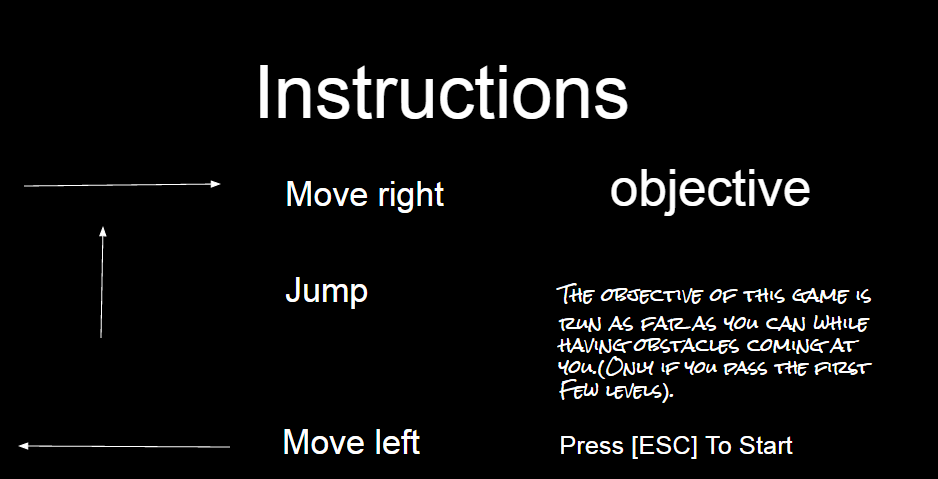 Instructions
Move right
objective
Jump
The objective of this game is
run as far as you can while
having obstacles coming at
you.(Only if you pass the first
Few levels).
Move left
Press [ESC] To Start